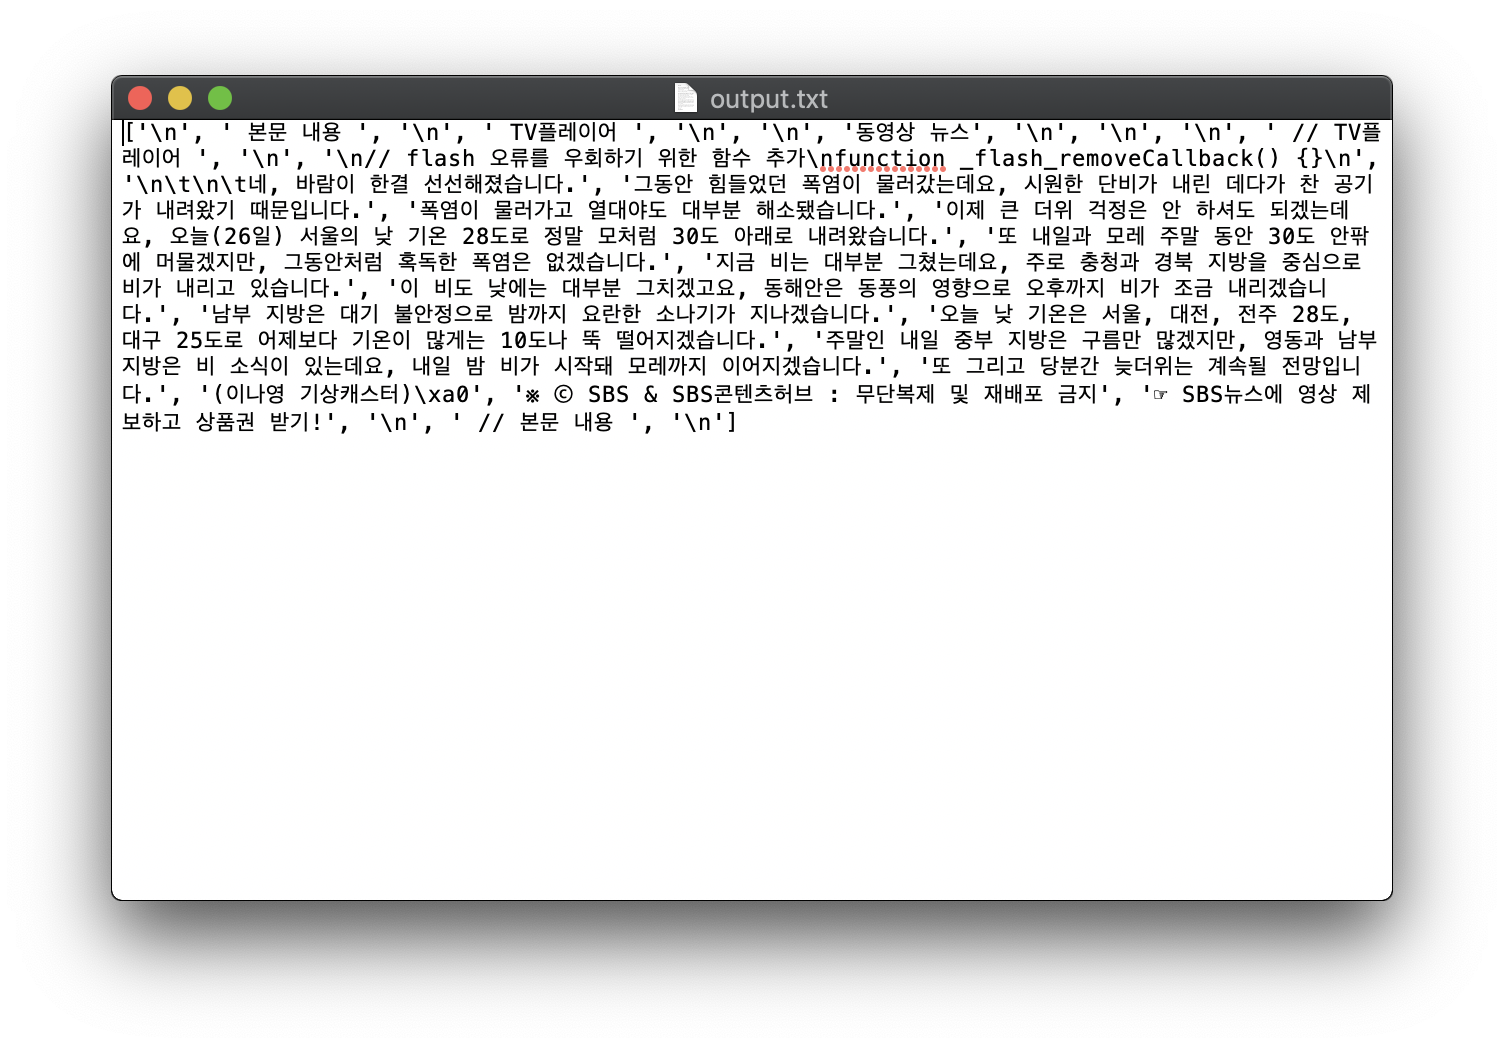 output.txt
['\n', ' 본문 내용 ', '\n', ' TV플레이어 ', '\n', '\n', '동영상 뉴스', '\n', '\n', '\n', ' // TV플
레이어 ', '\n', '\n// flash 오류를 우회하기 위한 함수 추가\nfunction _flash_removeCallback() {}\n',
'\n\t\n\t네, 바람이 한결 선선해졌습니다.', '그동안 힘들었던 폭염이 물러갔는데요, 시원한 단비가 내린 데다가 찬 공기
가 내려왔기 때문입니다.', '폭염이 물러가고 열대야도 대부분 해소됐습니다.', '이제 큰 더위 걱정은 안 하셔도 되겠는데
요, 오늘(26일) 서울의 낮 기온 28도로 정말 모처럼 30도 아래로 내려왔습니다.', '또 내일과 모레 주말 동안 30도 안팎
에 머물겠지만, 그동안처럼 혹독한 폭염은 없겠습니다.', '지금 비는 대부분 그쳤는데요, 주로 충청과 경북 지방을 중심으로
비가 내리고 있습니다.', '이 비도 낮에는 대부분 그치겠고요, 동해안은 동풍의 영향으로 오후까지 비가 조금 내리겠습니
다.', '남부 지방은 대기 불안정으로 밤까지 요란한 소나기가 지나겠습니다.', '오늘 낮 기온은 서울, 대전, 전주 28도,
대구 25도로 어제보다 기온이 많게는 10도나 뚝 떨어지겠습니다.', '주말인 내일 중부 지방은 구름만 많겠지만, 영동과 남부
지방은 비 소식이 있는데요, 내일 밤 비가 시작돼 모레까지 이어지겠습니다.', '또 그리고 당분간 늦더위는 계속될 전망입니
다.', '(이나영 기상캐스터)\xa0', '※ ⓒ SBS & SBS콘텐츠허브 : 무단복제 및 재배포 금지', '☞ SBS뉴스에 영상 제
보하고 상품권 받기!', '\n', ' // 본문 내용 ', '\n']